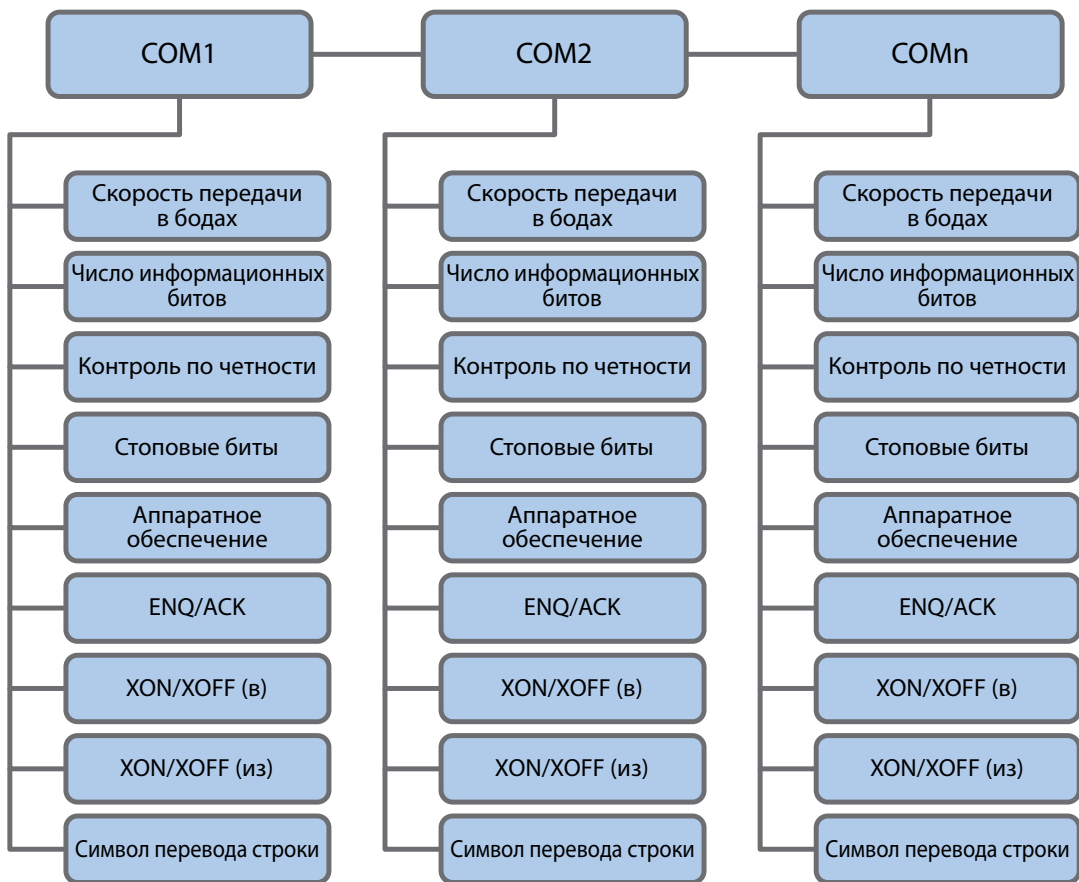 COM1
COM2
COMn
Скорость передачи
в бодах
Число информационных
битов
Контроль по четности
Стоповые биты
Аппаратное
обеспечение
ENQ/ACK
XON/XOFF (в)
XON/XOFF (из)
Символ перевода строки
Скорость передачи
в бодах
Число информационных
битов
Контроль по четности
Стоповые биты
Аппаратное
обеспечение
ENQ/ACK
XON/XOFF (в)
XON/XOFF (из)
Символ перевода строки
Скорость передачи
в бодах
Число информационных
битов
Контроль по четности
Стоповые биты
Аппаратное
обеспечение
ENQ/ACK
XON/XOFF (в)
XON/XOFF (из)
Символ перевода строки